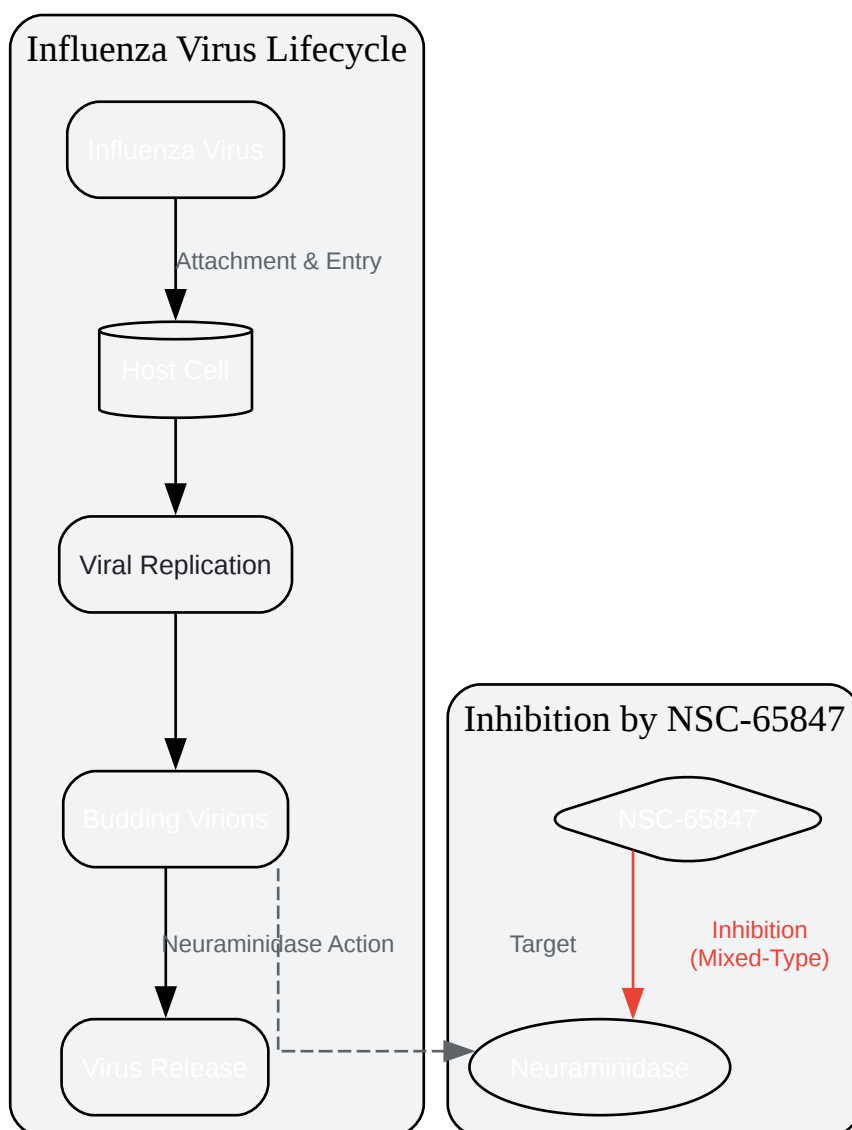 Influenza Virus Lifecycle
Influenza Virus
Attachment & Entry
Host Cell
Viral Replication
Budding Virions
Neuraminidase Action
Virus Release
Inhibition by NSC-65847
NSC-65847
Target
Inhibition
(Mixed-Type)
Neuraminidase